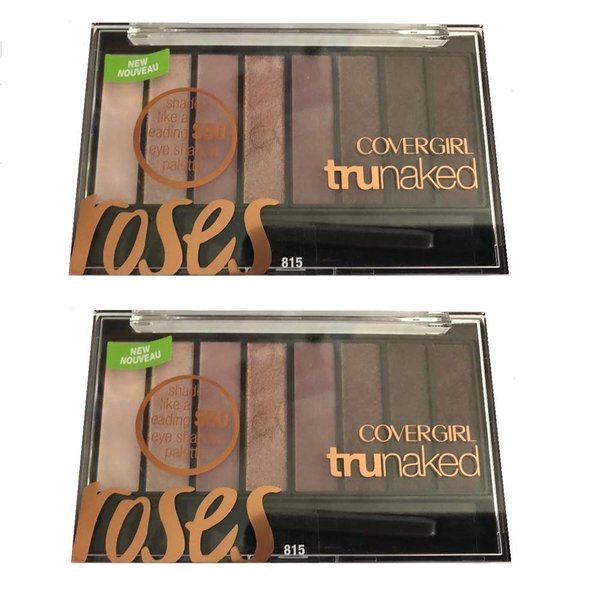 NEW
NOUVEAU
shades
like a
leading $50
eye shadow
palette
COVERGIRL
trunaked
roses
815
NEW
NOUVEAU
shades
like a
leading $50
eye shadow
palette
COVERGIRL
trunaked
roses
815